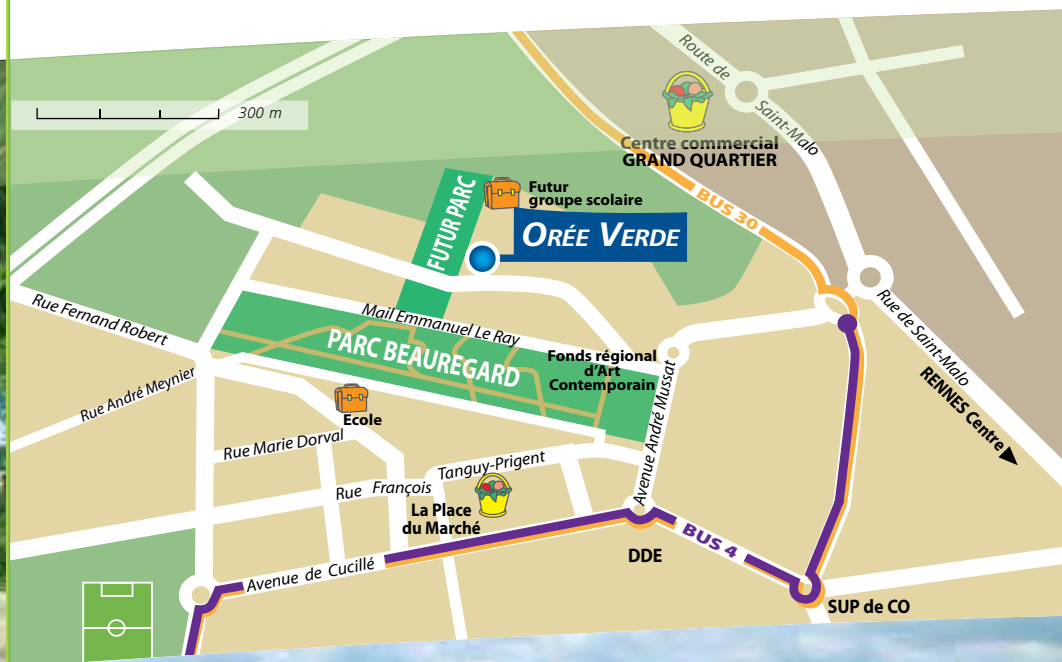 300 m
Route de
Saint-Malo
Centre commercial
GRAND QUARTIER
BUS 30
Futur
groupe scolaire
FUTUR PARC
ORÉE VERDE
Rue Fernand Robert
Mail Emmanuel Le Ray
PARC BEAUREGARD
Fonds régional
d'Art
Contemporain
Rue de Saint-Malo
RENNES Centre
Rue André Meynier
Ecole
Avenue André Mussat
Rue Marie Dorval
Rue François Tanguy-Prigent
La Place
du Marché
BUS 4
DDE
Avenue de Cucillé
SUP de CO